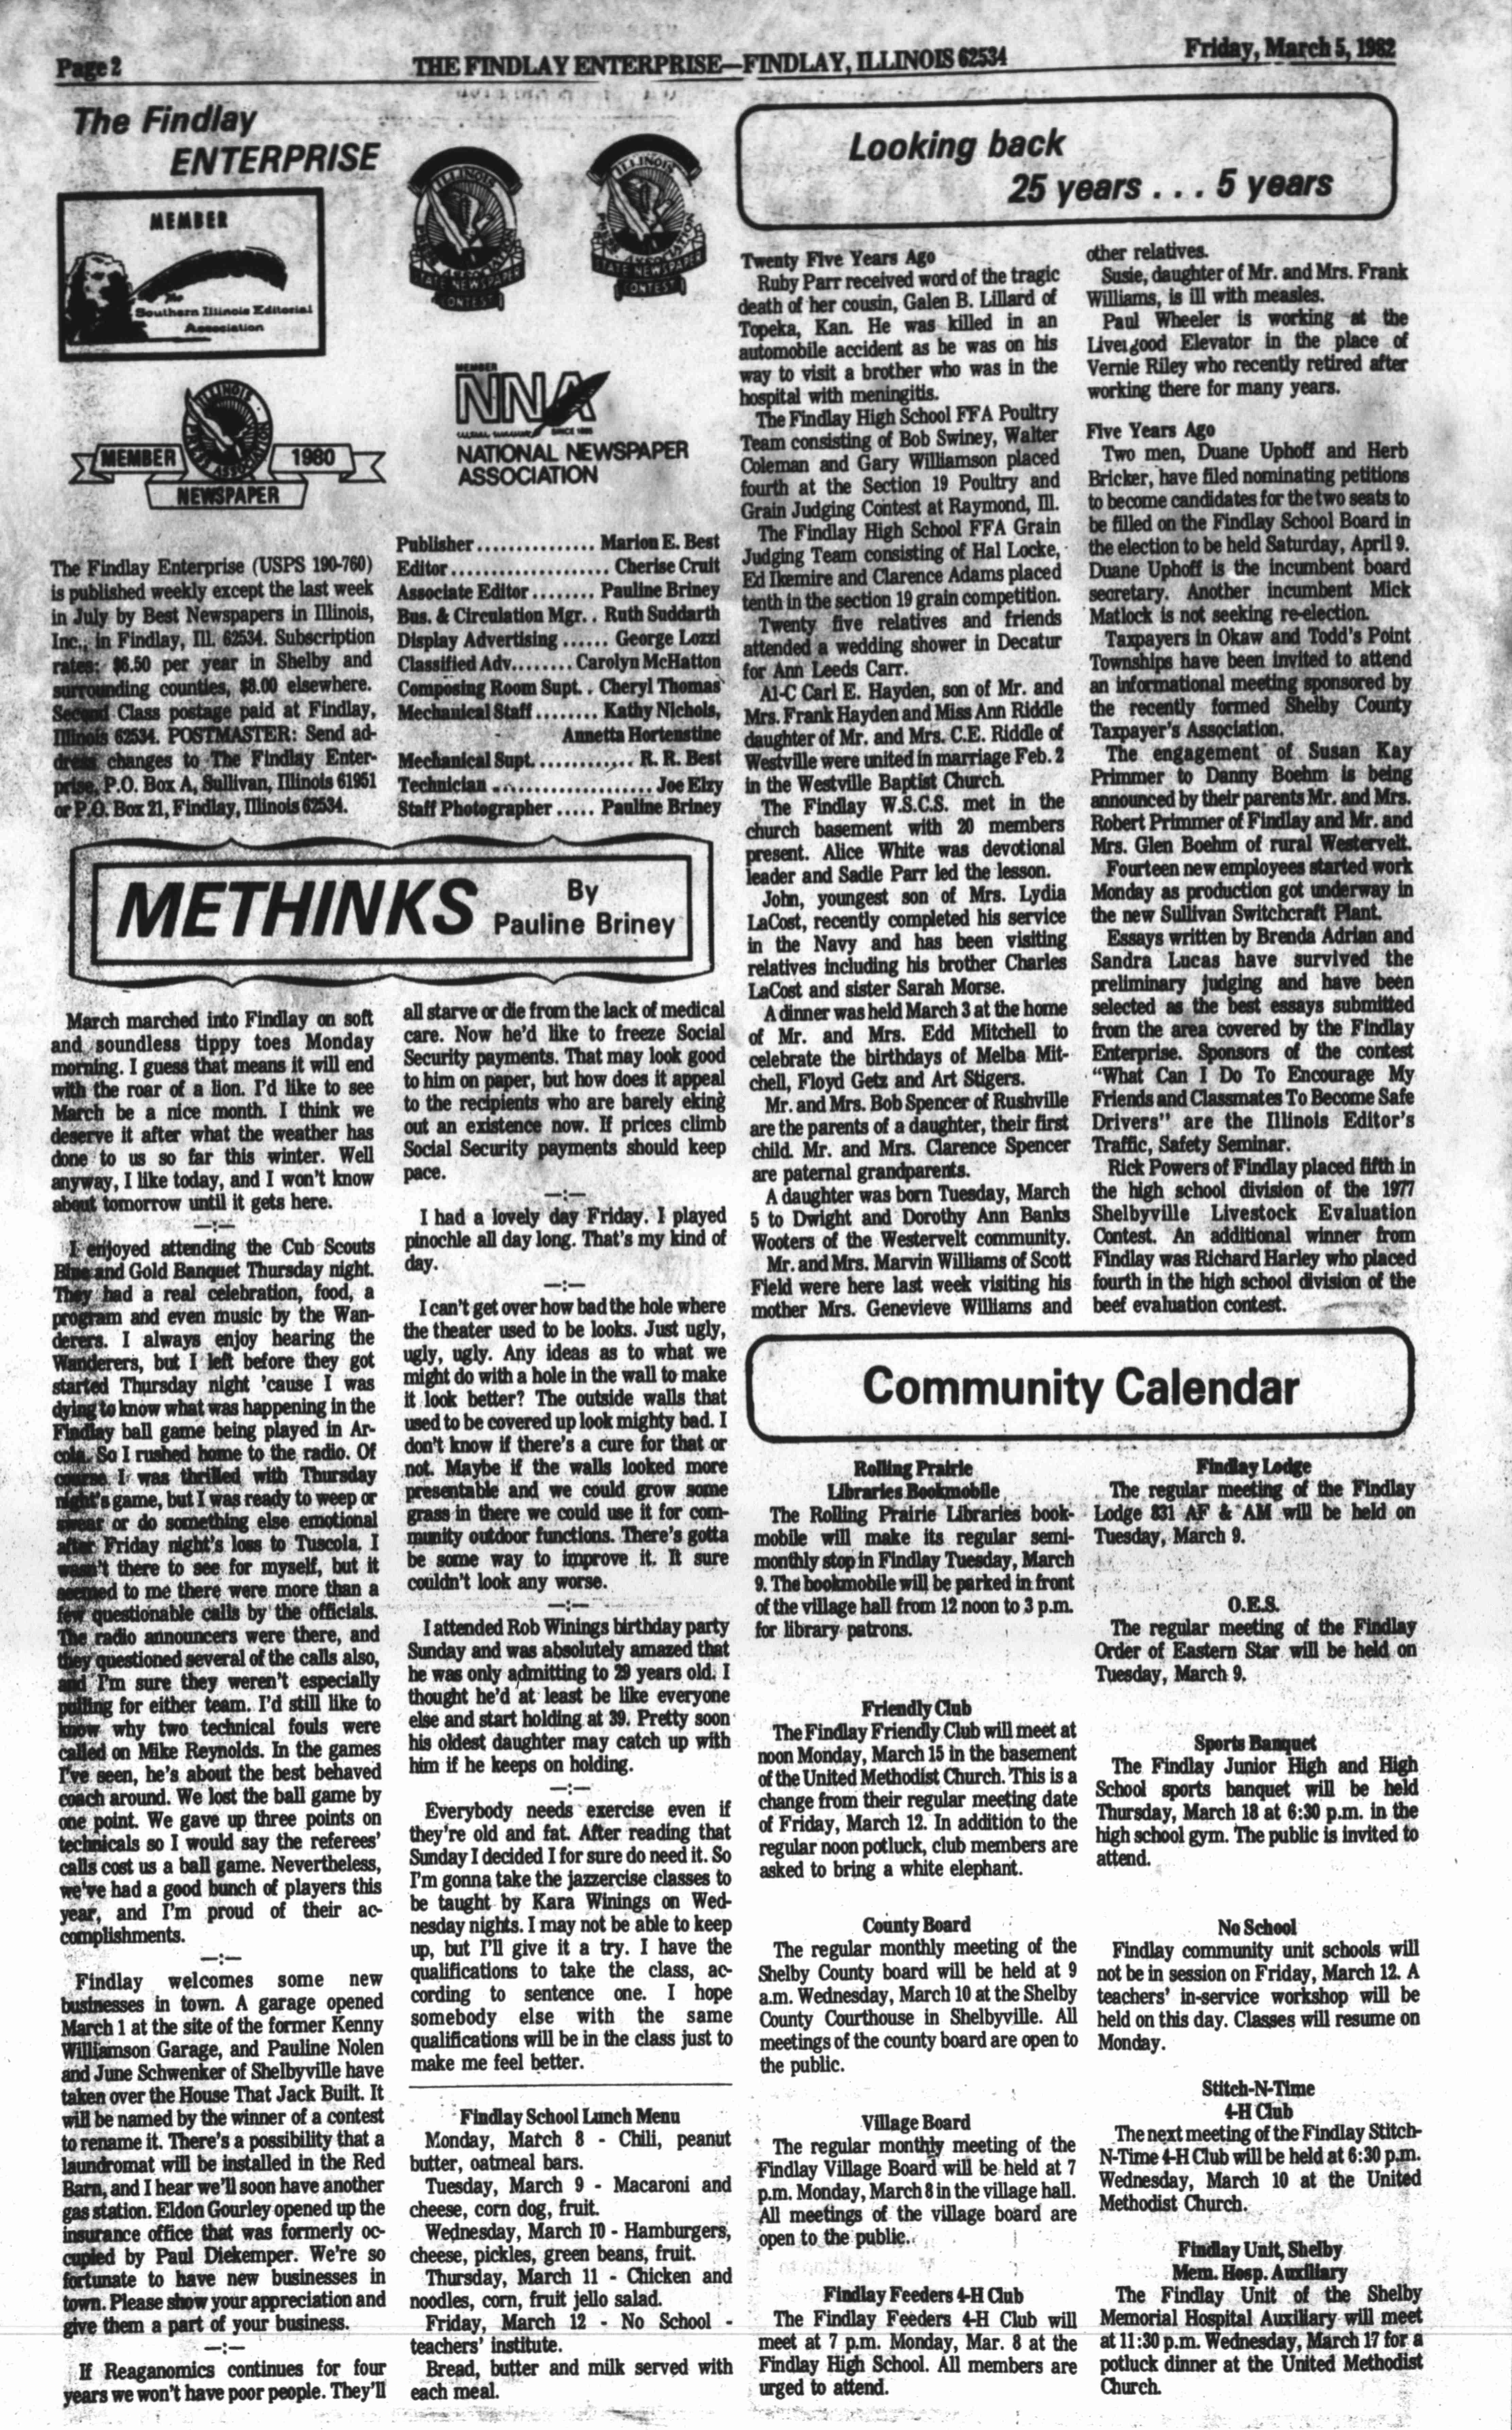 Page 2
THE FINDLAY ENTERPRISE—FINDLAY, ILLINOIS 62534
Friday, March 5, 1982
The Findlay
ENTERPRISE
MEMBER
The
Southern Illinois Editorial
Association
ILLINOIS
PRESS ASSOCIATION
STATE NEWSPAPER
CONTEST
ILLINOIS
PRESS ASSOCIATION
STATE NEWSPAPER
CONTEST
ILLINOIS
PRESS ASSOCIATION
MEMBER
1980
NEWSPAPER
MEMBER
NNA
SINCE 1885
NATIONAL NEWSPAPER
ASSOCIATION
The Findlay Enterprise (USPS 190-760)
is published weekly except the last week
in July by Best Newspapers in Illinois,
Inc., in Findlay, Ill. 62534. Subscription
rates: $6.50 per year in Shelby and
surrounding counties, $8.00 elsewhere.
Second Class postage paid at Findlay,
Illinois 62534. POSTMASTER: Send ad-
dress changes to The Findlay Enter-
prise, P.O. Box A, Sullivan, Illinois 61951
or P.O. Box 21, Findlay, Illinois 62534.
Publisher............... Marion E. Best
Editor.................... Cherise Cruit
Associate Editor........ Pauline Briney
Bus. & Circulation Mgr.. Ruth Suddarth
Display Advertising...... George Lozzi
Classified Adv........ Carolyn McHatton
Composing Room Supt.. Cheryl Thomas
Mechanical Staff........ Kathy Nichols,
Annetta Hortenstine
Mechanical Supt............. R. R. Best
Technician.................... Joe Elzy
Staff Photographer..... Pauline Briney
METHINKS
By
Pauline Briney
March marched into Findlay on soft
and soundless tippy toes Monday
morning. I guess that means it will end
with the roar of a lion. I'd like to see
March be a nice month. I think we
deserve it after what the weather has
done to us so far this winter. Well
anyway, I like today, and I won't know
about tomorrow until it gets here.
—:—
I enjoyed attending the Cub Scouts
Blue and Gold Banquet Thursday night.
They had a real celebration, food, a
program and even music by the Wan-
derers. I always enjoy hearing the
Wanderers, but I left before they got
started Thursday night 'cause I was
dying to know what was happening in the
Findlay ball game being played in Ar-
cola. So I rushed home to the radio. Of
course I was thrilled with Thursday
night's game, but I was ready to weep or
swear or do something else emotional
after Friday night's loss to Tuscola. I
wasn't there to see for myself, but it
seemed to me there were more than a
few questionable calls by the officials.
The radio announcers were there, and
they questioned several of the calls also,
and I'm sure they weren't especially
pulling for either team. I'd still like to
know why two technical fouls were
called on Mike Reynolds. In the games
I've seen, he's about the best behaved
coach around. We lost the ball game by
one point. We gave up three points on
technicals so I would say the referees'
calls cost us a ball game. Nevertheless,
we've had a good bunch of players this
year, and I'm proud of their ac-
complishments.
—:—
Findlay welcomes some new
businesses in town. A garage opened
March 1 at the site of the former Kenny
Williamson Garage, and Pauline Nolen
and June Schwenker of Shelbyville have
taken over the House That Jack Built. It
will be named by the winner of a contest
to rename it. There's a possibility that a
laundromat will be installed in the Red
Barn, and I hear we'll soon have another
gas station. Eldon Gourley opened up the
insurance office that was formerly oc-
cupied by Paul Diekemper. We're so
fortunate to have new businesses in
town. Please show your appreciation and
give them a part of your business.
—:—
If Reaganomics continues for four
years we won't have poor people. They'll
all starve or die from the lack of medical
care. Now he'd like to freeze Social
Security payments. That may look good
to him on paper, but how does it appeal
to the recipients who are barely eking
out an existence now. If prices climb
Social Security payments should keep
pace.
—:—
I had a lovely day Friday. I played
pinochle all day long. That's my kind of
day.
—:—
I can't get over how bad the hole where
the theater used to be looks. Just ugly,
ugly, ugly. Any ideas as to what we
might do with a hole in the wall to make
it look better? The outside walls that
used to be covered up look mighty bad. I
don't know if there's a cure for that or
not. Maybe if the walls looked more
presentable and we could grow some
grass in there we could use it for com-
munity outdoor functions. There's gotta
be some way to improve it. It sure
couldn't look any worse.
—:—
I attended Rob Winings birthday party
Sunday and was absolutely amazed that
he was only admitting to 29 years old. I
thought he'd at least be like everyone
else and start holding at 39. Pretty soon
his oldest daughter may catch up with
him if he keeps on holding.
—:—
Everybody needs exercise even if
they're old and fat. After reading that
Sunday I decided I for sure do need it. So
I'm gonna take the jazzercise classes to
be taught by Kara Winings on Wed-
nesday nights. I may not be able to keep
up, but I'll give it a try. I have the
qualifications to take the class, ac-
cording to sentence one. I hope
somebody else with the same
qualifications will be in the class just to
make me feel better.
Findlay School Lunch Menu
Monday, March 8 - Chili, peanut
butter, oatmeal bars.
Tuesday, March 9 - Macaroni and
cheese, corn dog, fruit.
Wednesday, March 10 - Hamburgers,
cheese, pickles, green beans, fruit.
Thursday, March 11 - Chicken and
noodles, corn, fruit jello salad.
Friday, March 12 - No School -
teachers' institute.
Bread, butter and milk served with
each meal.
Looking back
25 years . . . 5 years
Twenty Five Years Ago
Ruby Parr received word of the tragic
death of her cousin, Galen B. Lillard of
Topeka, Kan. He was killed in an
automobile accident as he was on his
way to visit a brother who was in the
hospital with meningitis.
The Findlay High School FFA Poultry
Team consisting of Bob Swiney, Walter
Coleman and Gary Williamson placed
fourth at the Section 19 Poultry and
Grain Judging Contest at Raymond, Ill.
The Findlay High School FFA Grain
Judging Team consisting of Hal Locke,
Ed Ikemire and Clarence Adams placed
tenth in the section 19 grain competition.
Twenty five relatives and friends
attended a wedding shower in Decatur
for Ann Leeds Carr.
A1-C Carl E. Hayden, son of Mr. and
Mrs. Frank Hayden and Miss Ann Riddle
daughter of Mr. and Mrs. C.E. Riddle of
Westville were united in marriage Feb. 2
in the Westville Baptist Church.
The Findlay W.S.C.S. met in the
church basement with 20 members
present. Alice White was devotional
leader and Sadie Parr led the lesson.
John, youngest son of Mrs. Lydia
LaCost, recently completed his service
in the Navy and has been visiting
relatives including his brother Charles
LaCost and sister Sarah Morse.
A dinner was held March 3 at the home
of Mr. and Mrs. Edd Mitchell to
celebrate the birthdays of Melba Mit-
chell, Floyd Getz and Art Stigers.
Mr. and Mrs. Bob Spencer of Rushville
are the parents of a daughter, their first
child. Mr. and Mrs. Clarence Spencer
are paternal grandparents.
A daughter was born Tuesday, March
5 to Dwight and Dorothy Ann Banks
Wooters of the Westervelt community.
Mr. and Mrs. Marvin Williams of Scott
Field were here last week visiting his
mother Mrs. Genevieve Williams and
other relatives.
Susie, daughter of Mr. and Mrs. Frank
Williams, is ill with measles.
Paul Wheeler is working at the
Livergood Elevator in the place of
Vernie Riley who recently retired after
working there for many years.
Five Years Ago
Two men, Duane Uphoff and Herb
Bricker, have filed nominating petitions
to become candidates for the two seats to
be filled on the Findlay School Board in
the election to be held Saturday, April 9.
Duane Uphoff is the incumbent board
secretary. Another incumbent Mick
Matlock is not seeking re-election.
Taxpayers in Okaw and Todd's Point
Townships have been invited to attend
an informational meeting sponsored by
the recently formed Shelby County
Taxpayer's Association.
The engagement of Susan Kay
Primmer to Danny Boehm is being
announced by their parents Mr. and Mrs.
Robert Primmer of Findlay and Mr. and
Mrs. Glen Boehm of rural Westervelt.
Fourteen new employees started work
Monday as production got underway in
the new Sullivan Switchcraft Plant.
Essays written by Brenda Adrian and
Sandra Lucas have survived the
preliminary judging and have been
selected as the best essays submitted
from the area covered by the Findlay
Enterprise. Sponsors of the contest
"What Can I Do To Encourage My
Friends and Classmates To Become Safe
Drivers" are the Illinois Editor's
Traffic, Safety Seminar.
Rick Powers of Findlay placed fifth in
the high school division of the 1977
Shelbyville Livestock Evaluation
Contest. An additional winner from
Findlay was Richard Harley who placed
fourth in the high school division of the
beef evaluation contest.
Community Calendar
Rolling Prairie
Libraries Bookmobile
The Rolling Prairie Libraries book-
mobile will make its regular semi-
monthly stop in Findlay Tuesday, March
9. The bookmobile will be parked in front
of the village hall from 12 noon to 3 p.m.
for library patrons.
Friendly Club
The Findlay Friendly Club will meet at
noon Monday, March 15 in the basement
of the United Methodist Church. This is a
change from their regular meeting date
of Friday, March 12. In addition to the
regular noon potluck, club members are
asked to bring a white elephant.
County Board
The regular monthly meeting of the
Shelby County board will be held at 9
a.m. Wednesday, March 10 at the Shelby
County Courthouse in Shelbyville. All
meetings of the county board are open to
the public.
Village Board
The regular monthly meeting of the
Findlay Village Board will be held at 7
p.m. Monday, March 8 in the village hall.
All meetings of the village board are
open to the public.
Findlay Feeders 4-H Club
The Findlay Feeders 4-H Club will
meet at 7 p.m. Monday, Mar. 8 at the
Findlay High School. All members are
urged to attend.
Findlay Lodge
The regular meeting of the Findlay
Lodge 831 AF & AM will be held on
Tuesday, March 9.
O.E.S.
The regular meeting of the Findlay
Order of Eastern Star will be held on
Tuesday, March 9.
Sports Banquet
The Findlay Junior High and High
School sports banquet will be held
Thursday, March 18 at 6:30 p.m. in the
high school gym. The public is invited to
attend.
No School
Findlay community unit schools will
not be in session on Friday, March 12. A
teachers' in-service workshop will be
held on this day. Classes will resume on
Monday.
Stitch-N-Time
4-H Club
The next meeting of the Findlay Stitch-
N-Time 4-H Club will be held at 6:30 p.m.
Wednesday, March 10 at the United
Methodist Church.
Findlay Unit, Shelby
Mem. Hosp. Auxiliary
The Findlay Unit of the Shelby
Memorial Hospital Auxiliary will meet
at 11:30 p.m. Wednesday, March 17 for a
potluck dinner at the United Methodist
Church.